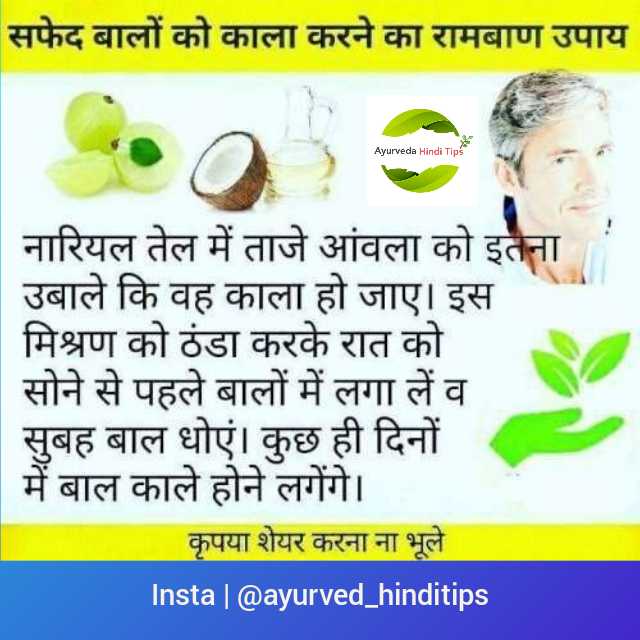 सफेद बालों को काला करने का रामबाण उपाय
Ayurveda Hindi Tips
नारियल तेल में ताजे आंवला को इतना
उबाले कि वह काला हो जाए। इस
मिश्रण को ठंडा करके रात को
सोने से पहले बालों में लगा लें व
सुबह बाल धोएं। कुछ ही दिनों
में बाल काले होने लगेंगे।
कृपया शेयर करना ना भूले
Insta | @ayurved_hinditips